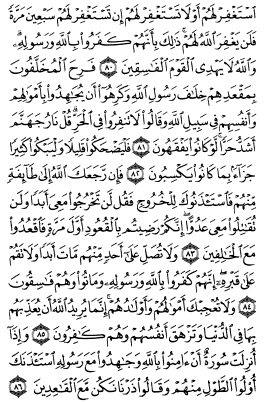 ٱسْتَغْفِرْ لَهُمْ أَوْ لَا تَسْتَغْفِرْ لَهُمْ إِن تَسْتَغْفِرْ لَهُمْ سَبْعِينَ مَرَّةً
فَلَن يَغْفِرَ ٱللَّهُ لَهُمْ ذَٰلِكَ بِأَنَّهُمْ كَفَرُوا۟ بِٱللَّهِ وَرَسُولِهِۦ
وَٱللَّهُ لَا يَهْدِى ٱلْقَوْمَ ٱلْفَٰسِقِينَ ٨٠ فَرِحَ ٱلْمُخَلَّفُونَ
بِمَقْعَدِهِمْ خِلَٰفَ رَسُولِ ٱللَّهِ وَكَرِهُوٓا۟ أَن يُجَٰهِدُوا۟ بِأَمْوَٰلِهِمْ
وَأَنفُسِهِمْ فِى سَبِيلِ ٱللَّهِ وَقَالُوا۟ لَا تَنفِرُوا۟ فِى ٱلْحَرِّ قُلْ نَارُ جَهَنَّمَ
أَشَدُّ حَرًّا لَّوْ كَانُوا۟ يَفْقَهُونَ ٨١ فَلْيَضْحَكُوا۟ قَلِيلًا وَلْيَبْكُوا۟ كَثِيرًا
جَزَآءًۢ بِمَا كَانُوا۟ يَكْسِبُونَ ٨٢ فَإِن رَّجَعَكَ ٱللَّهُ إِلَىٰ طَآئِفَةٍ
مِّنْهُمْ فَٱسْتَـْٔذَنُوكَ لِلْخُرُوجِ فَقُل لَّن تَخْرُجُوا۟ مَعِىَ أَبَدًا وَلَن
تُقَٰتِلُوا۟ مَعِىَ عَدُوًّا إِنَّكُمْ رَضِيتُم بِٱلْقُعُودِ أَوَّلَ مَرَّةٍ فَٱقْعُدُوا۟
مَعَ ٱلْخَٰلِفِينَ ٨٣ وَلَا تُصَلِّ عَلَىٰٓ أَحَدٍ مِّنْهُم مَّاتَ أَبَدًا وَلَا تَقُمْ
عَلَىٰ قَبْرِهِۦٓ إِنَّهُمْ كَفَرُوا۟ بِٱللَّهِ وَرَسُولِهِۦ وَمَاتُوا۟ وَهُمْ فَٰسِقُونَ
٨٤ وَلَا تُعْجِبْكَ أَمْوَٰلُهُمْ وَأَوْلَٰدُهُمْ إِنَّمَا يُرِيدُ ٱللَّهُ أَن يُعَذِّبَهُم
بِهَا فِى ٱلدُّنْيَا وَتَزْهَقَ أَنفُسُهُمْ وَهُمْ كَٰفِرُونَ ٨٥ وَإِذَآ
أُنزِلَتْ سُورَةٌ أَنْ ءَامِنُوا۟ بِٱللَّهِ وَجَٰهِدُوا۟ مَعَ رَسُولِهِ ٱسْتَـْٔذَنَكَ
أُو۟لُوا۟ ٱلطَّوْلِ مِنْهُمْ وَقَالُوا۟ ذَرْنَا نَكُن مَّعَ ٱلْقَٰعِدِينَ ٨٦